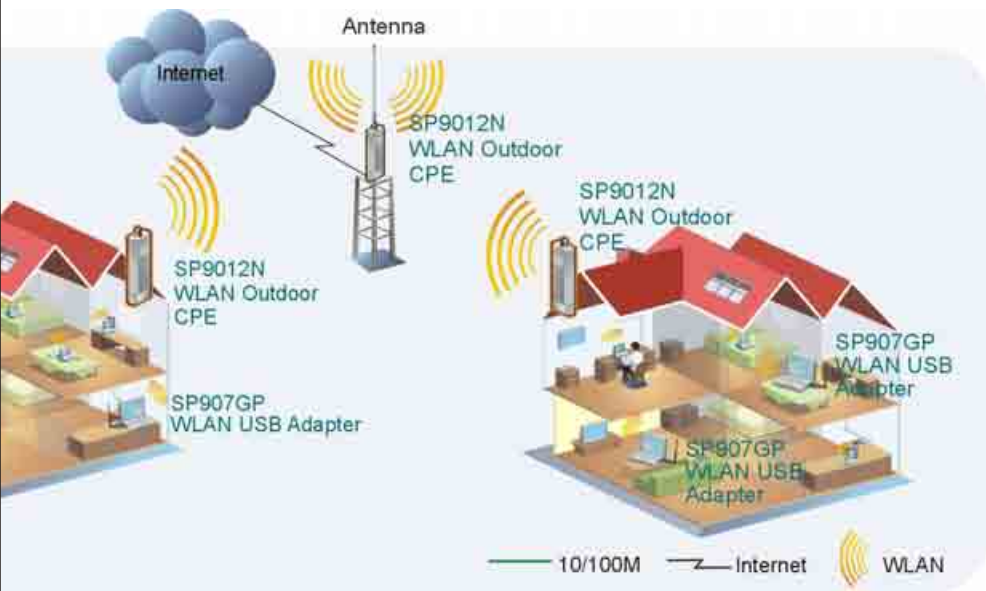 Antenna
Internet
SP9012N
WLAN Outdoor
CPE
SP9012N
WLAN Outdoor
CPE
SP9012N
WLAN Outdoor
CPE
SP907GP
WLAN USB
Adapter
SP907GP
WLAN USB Adapter
SP907GP
WLAN USB
Adapter
10/100M
Internet
WLAN